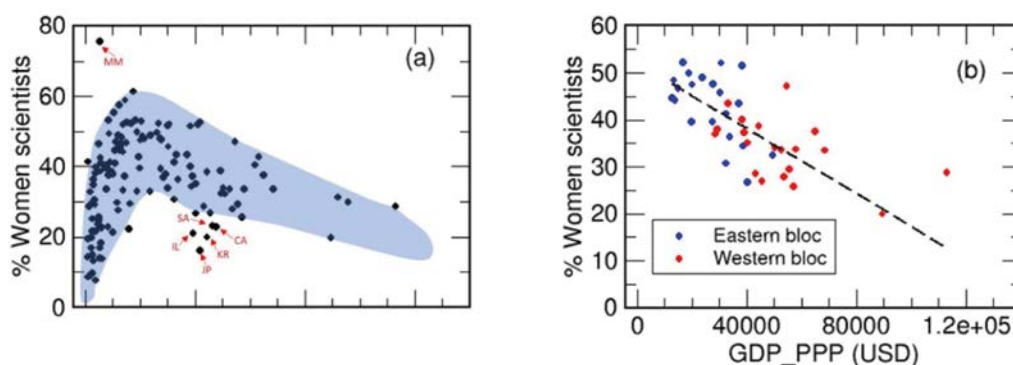 80
60
40
20
0
% Women scientists
(a)
MM
SA
IL
CA
KR
JP
60
50
40
30
20
10
0
% Women scientists
(b)
Eastern bloc
Western bloc
0 40000 80000 1.2e+05
GDP_PPP (USD)